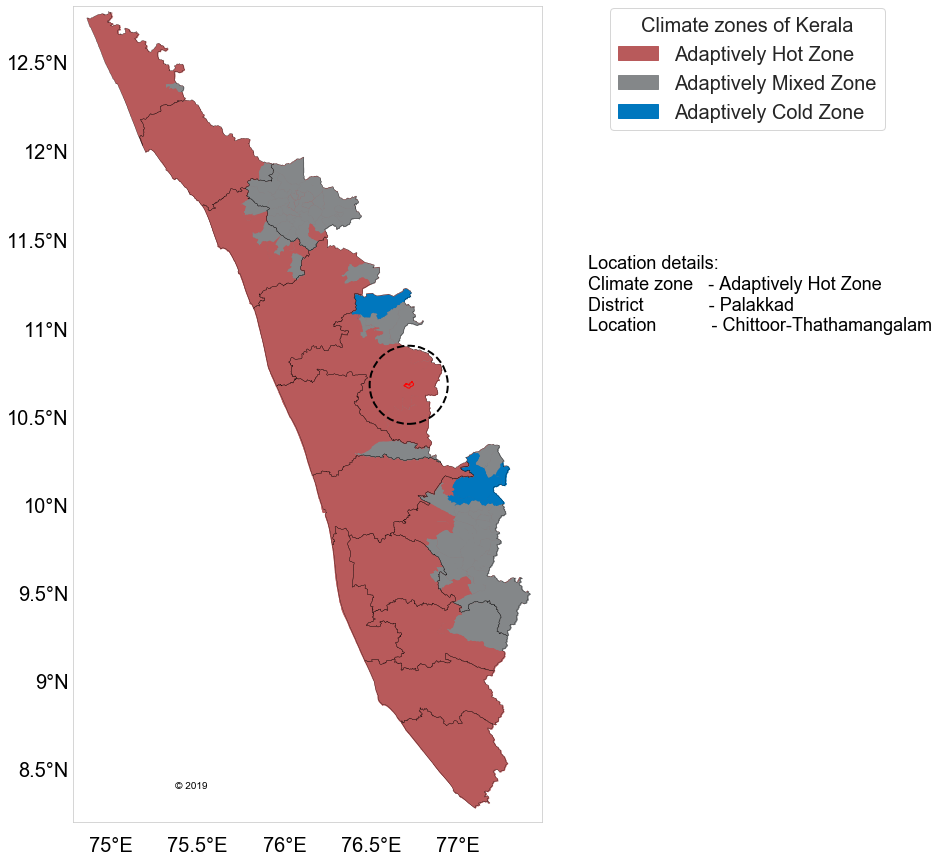 Climate zones of Kerala
Adaptively Hot Zone
Adaptively Mixed Zone
Adaptively Cold Zone
12.5°N
12°N
11.5°N
11°N
10.5°N
10°N
9.5°N
9°N
8.5°N
Location details:
Climate zone - Adaptively Hot Zone
District - Palakkad
Location - Chittoor-Thathamangalam
© 2019
75°E 75.5°E 76°E 76.5°E 77°E